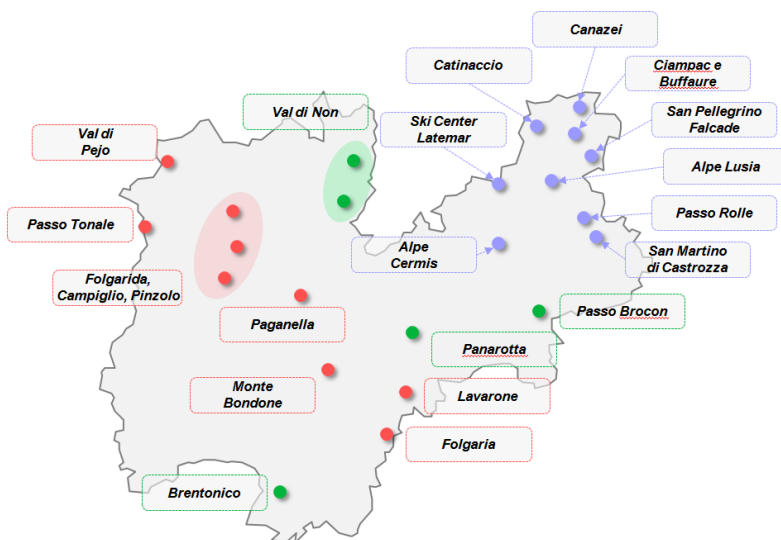 Canazei
Catinaccio
Ciampac e
Buffaure
Val di Non
Ski Center
Latemar
San Pellegrino
Falcade
Val di
Pejo
Alpe Lusia
Passo Tonale
Passo Rolle
Alpe
Cermis
San Martino
di Castrozza
Folgarida,
Campiglio, Pinzolo
Paganella
Passo Brocon
Panarotta
Monte
Bondone
Lavarone
Folgaria
Brentonico